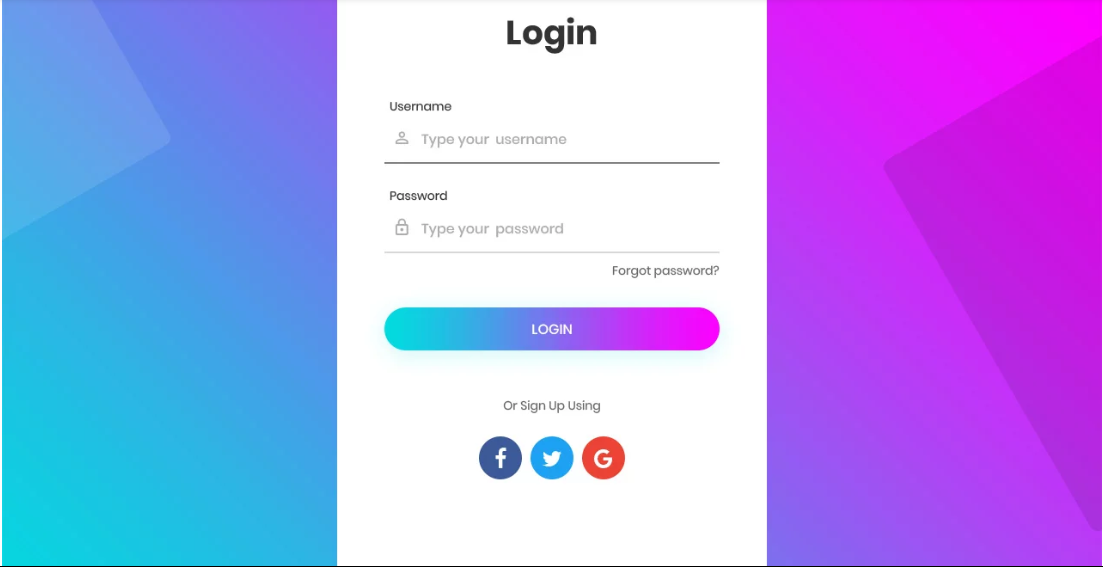 Login
Username
Type your  username
Password
Type your  password
Forgot password?
LOGIN
Or Sign Up Using